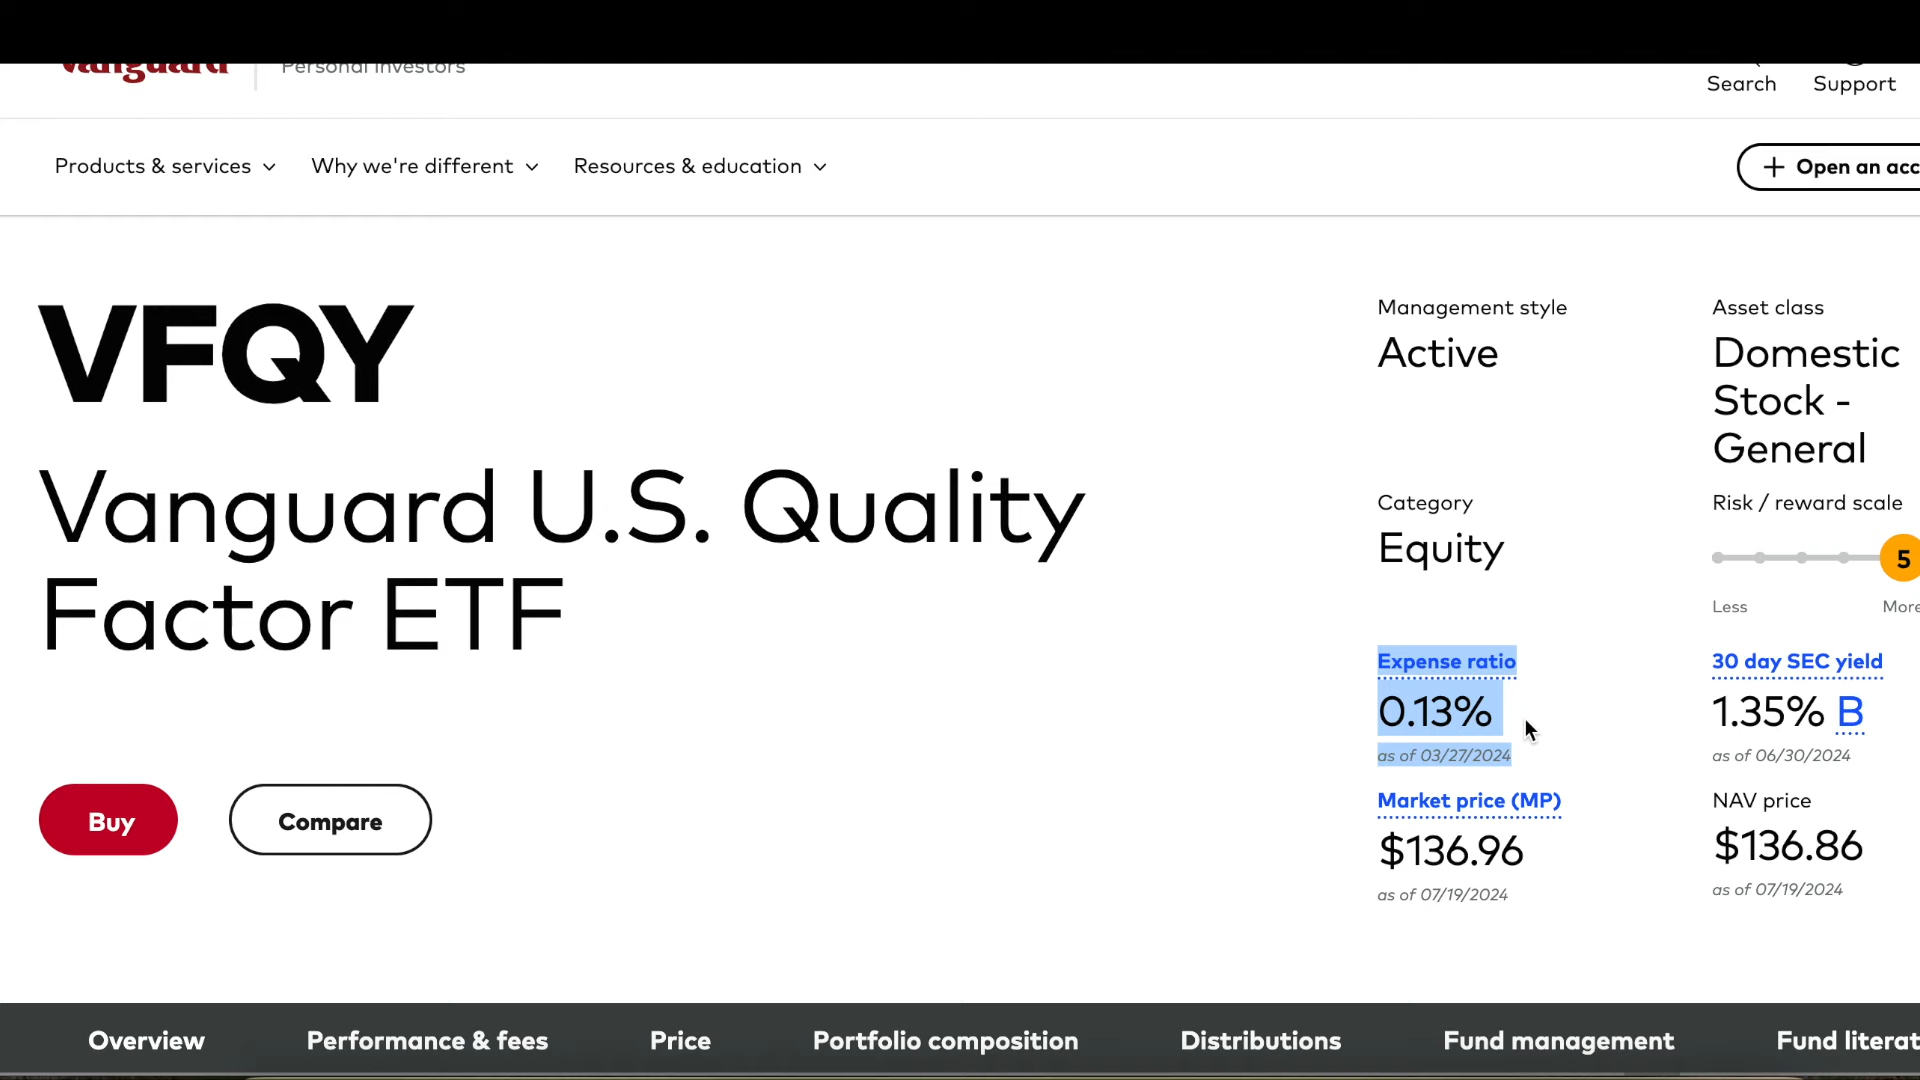 Vanguard
Personal Investors
Search
Support
Products & services
Why we're different
Resources & education
Open an acc
VFQY
Vanguard U.S. Quality
Factor ETF
Buy
Compare
Management style
Active
Asset class
Domestic
Stock -
General
Category
Equity
Risk / reward scale
5
Less
More
Expense ratio
0.13%
as of 03/27/2024
30 day SEC yield
1.35% B
as of 06/30/2024
Market price (MP)
$136.96
as of 07/19/2024
NAV price
$136.86
as of 07/19/2024
Overview
Performance & fees
Price
Portfolio composition
Distributions
Fund management
Fund literat